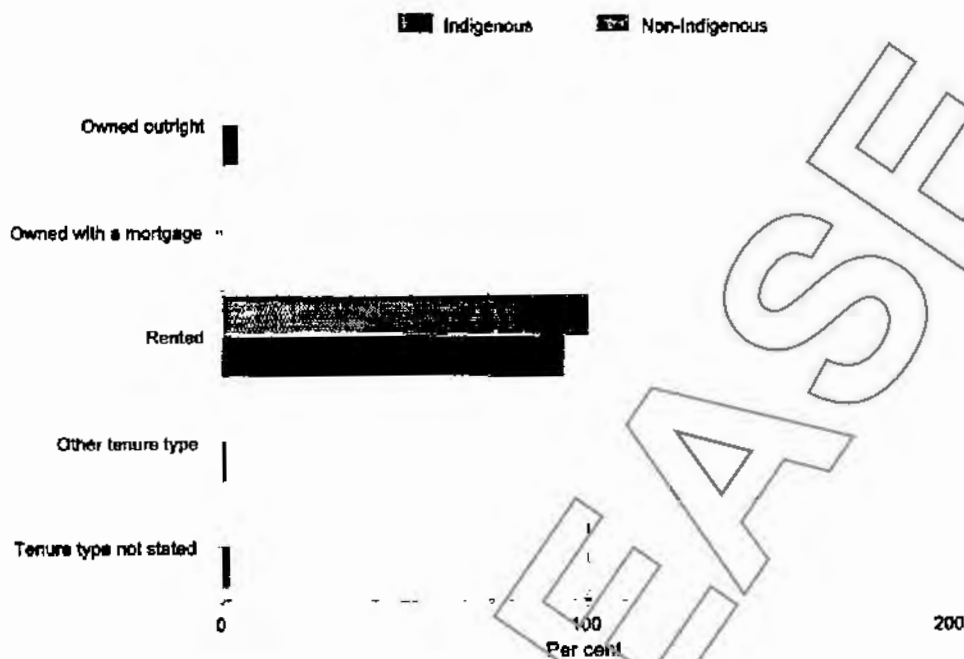 Indigenous Non-Indigenous
Owned outright
Owned with a mortgage
Rented
Other tenure type
Tenure type not stated
0 100 200
Per cent
EASE